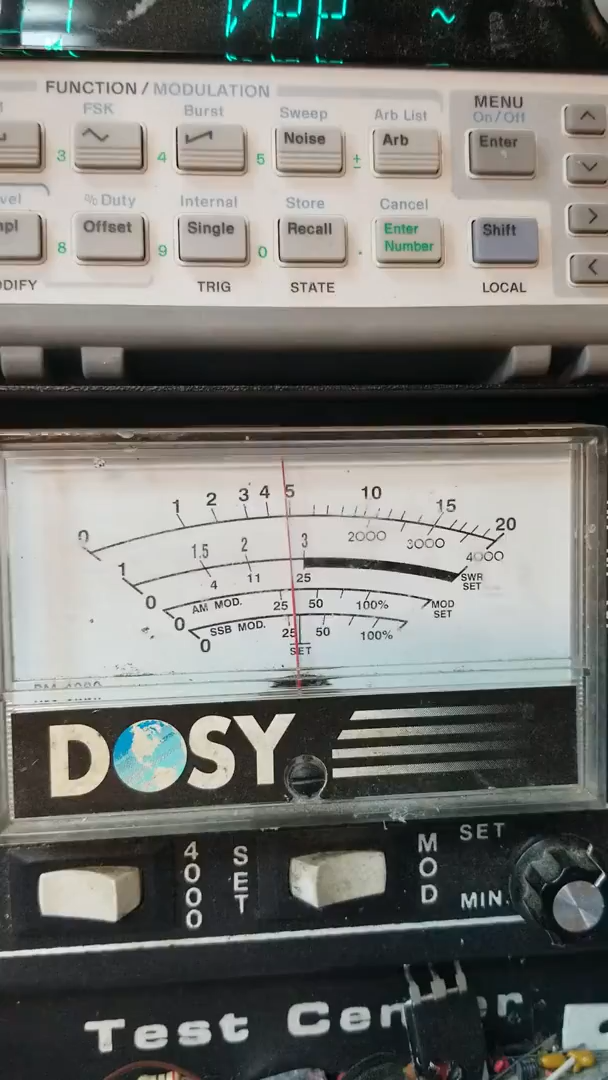 VPP ~
FUNCTION / MODULATION
MENU
FSK Burst Sweep Arb List On/Off
3 4 Noise 5 ± Arb Enter
% Duty Internal Store Cancel
8 Offset 9 Single 0 Recall . Enter Number Shift
TRIG STATE LOCAL
0 1 2 3 4 5 10 15 20
1 1.5 2 3 2000 3000 4000
SWR SET
0 4 11 25
AM MOD. 25 50 100% MOD SET
0
SSB MOD. 25 50 100%
0
SET
DOSY
4000 SET MOD SET
MIN.
Test Center